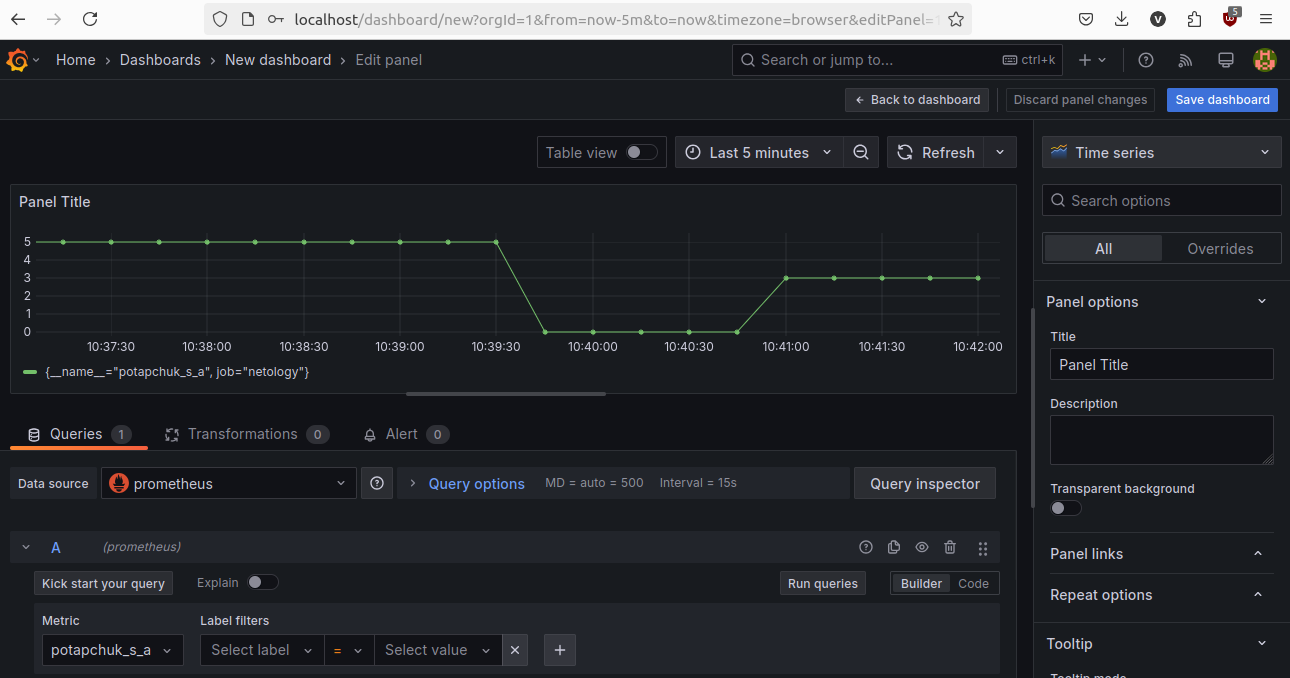 localhost/dashboard/new?orgId=1&from=now-5m&to=now&timezone=browser&editPanel=
V
5
Home › Dashboards › New dashboard › Edit panel
Search or jump to...
ctrl+k
Back to dashboard
Discard panel changes
Save dashboard
Table view
Last 5 minutes
Refresh
Time series
Search options
Panel Title
All
Overrides
5
4
3
2
1
0
10:37:30 10:38:00 10:38:30 10:39:00 10:39:30 10:40:00 10:40:30 10:41:00 10:41:30 10:42:00
{__name__="potapchuk_s_a", job="netology"}
Panel options
Title
Panel Title
Description
Transparent background
Panel links
Repeat options
Tooltip
Queries 1
Transformations 0
Alert 0
Data source
prometheus
Query options
MD = auto = 500
Interval = 15s
Query inspector
A
(prometheus)
Kick start your query
Explain
Run queries
Builder
Code
Metric
Label filters
potapchuk_s_a
Select label
=
Select value